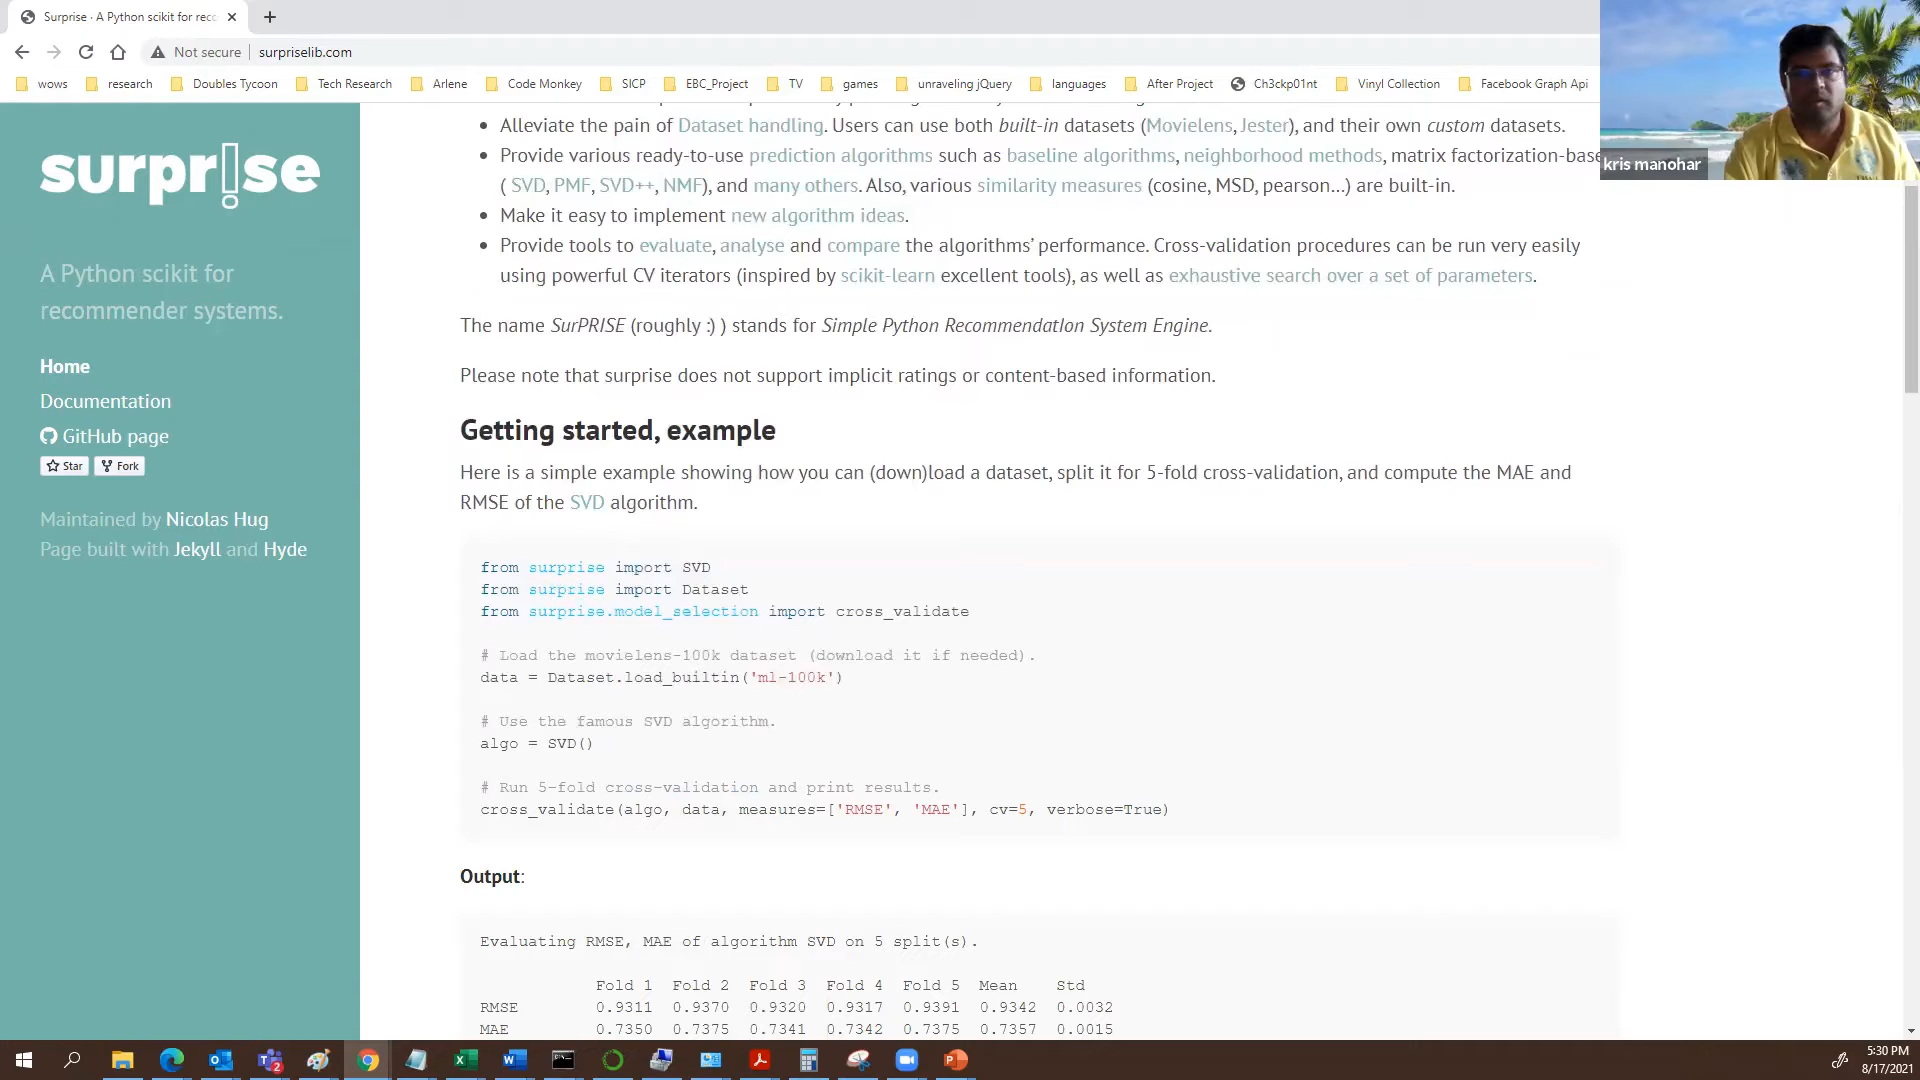 Surprise · A Python scikit for rec
Not secure surpriselib.com
wows research Doubles Tycoon Tech Research Arlene Code Monkey SICP EBC_Project TV games unraveling jQuery languages After Project Ch3ckp01nt Vinyl Collection Facebook Graph Api
kris manohar
surpr!se
A Python scikit for
recommender systems.
Home
Documentation
GitHub page
Star Fork
Maintained by Nicolas Hug
Page built with Jekyll and Hyde
• Alleviate the pain of Dataset handling. Users can use both built-in datasets (Movielens, Jester), and their own custom datasets.
• Provide various ready-to-use prediction algorithms such as baseline algorithms, neighborhood methods, matrix factorization-base
( SVD, PMF, SVD++, NMF), and many others. Also, various similarity measures (cosine, MSD, pearson…) are built-in.
• Make it easy to implement new algorithm ideas.
• Provide tools to evaluate, analyse and compare the algorithms’ performance. Cross-validation procedures can be run very easily
using powerful CV iterators (inspired by scikit-learn excellent tools), as well as exhaustive search over a set of parameters.
The name SurPRISE (roughly :) ) stands for Simple Python RecommendatIon System Engine.
Please note that surprise does not support implicit ratings or content-based information.
Getting started, example
Here is a simple example showing how you can (down)load a dataset, split it for 5-fold cross-validation, and compute the MAE and
RMSE of the SVD algorithm.
from surprise import SVD
from surprise import Dataset
from surprise.model_selection import cross_validate
# Load the movielens-100k dataset (download it if needed).
data = Dataset.load_builtin('ml-100k')
# Use the famous SVD algorithm.
algo = SVD()
# Run 5-fold cross-validation and print results.
cross_validate(algo, data, measures=['RMSE', 'MAE'], cv=5, verbose=True)
Output:
Evaluating RMSE, MAE of algorithm SVD on 5 split(s).
Fold 1 Fold 2 Fold 3 Fold 4 Fold 5 Mean Std
RMSE 0.9311 0.9370 0.9320 0.9317 0.9391 0.9342 0.0032
MAE 0.7350 0.7375 0.7341 0.7342 0.7375 0.7357 0.0015
5:30 PM
8/17/2021